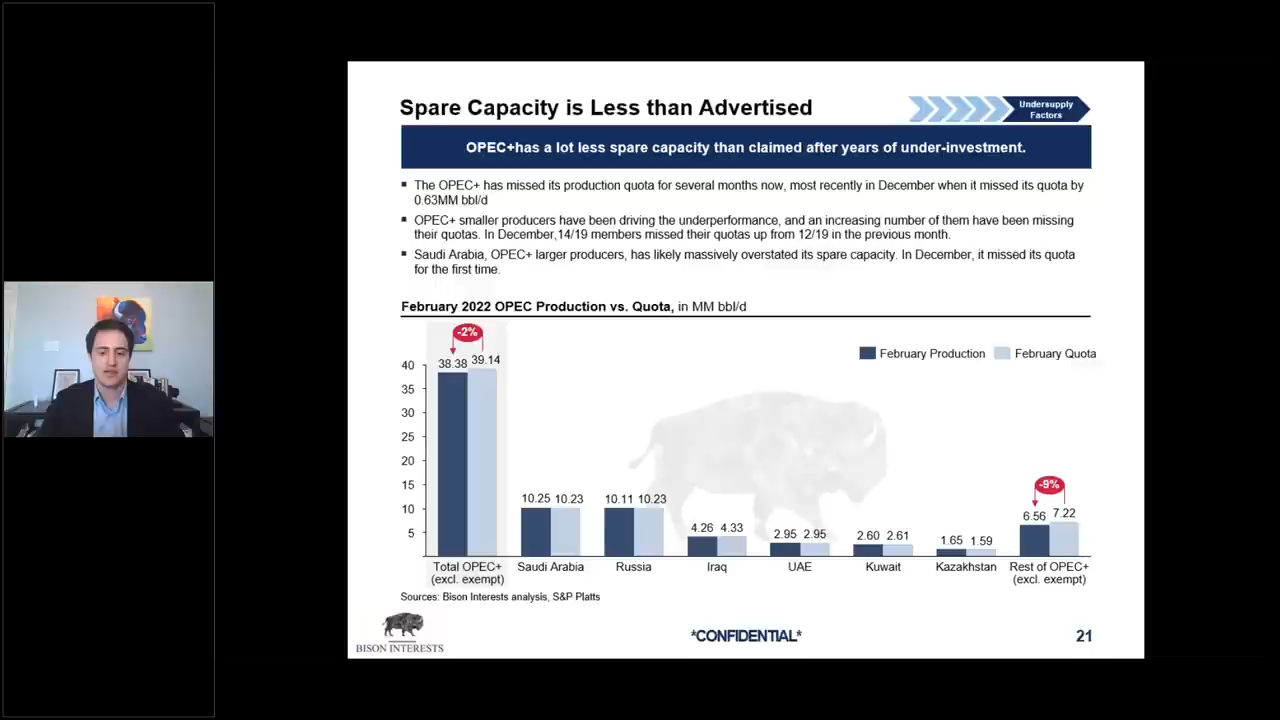 Spare Capacity is Less than Advertised
Undersupply
Factors
OPEC+has a lot less spare capacity than claimed after years of under-investment.
▪ The OPEC+ has missed its production quota for several months now, most recently in December when it missed its quota by
0.63MM bbl/d
▪ OPEC+ smaller producers have been driving the underperformance, and an increasing number of them have been missing
their quotas. In December,14/19 members missed their quotas up from 12/19 in the previous month.
▪ Saudi Arabia, OPEC+ larger producers, has likely massively overstated its spare capacity. In December, it missed its quota
for the first time.
February 2022 OPEC Production vs. Quota, in MM bbl/d
-2%
February Production February Quota
38.38 39.14
40
35
30
25
20
15
10
5
10.25 10.23
10.11 10.23
4.26 4.33
2.95 2.95
2.60 2.61
1.65 1.59
-9%
6.56 7.22
Total OPEC+
(excl. exempt)
Saudi Arabia
Russia
Iraq
UAE
Kuwait
Kazakhstan
Rest of OPEC+
(excl. exempt)
Sources: Bison Interests analysis, S&P Platts
BISON INTERESTS
*CONFIDENTIAL*
21